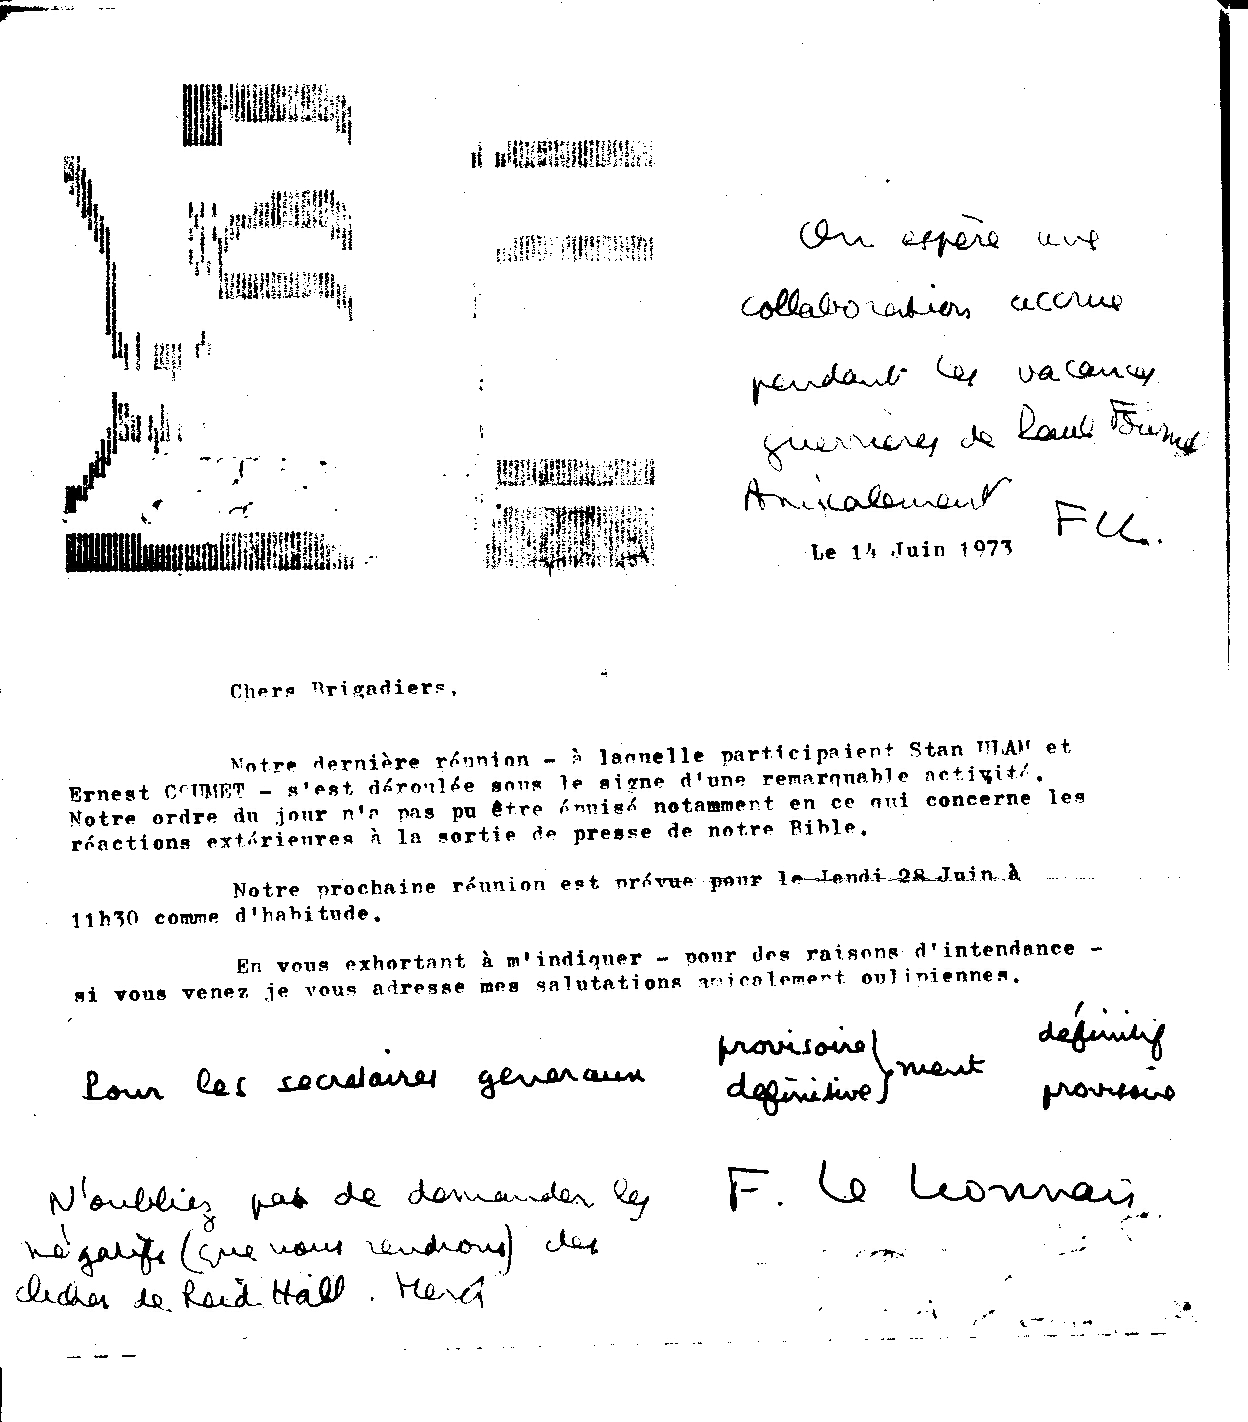 On espère une
collaboration accrue
pendant les vacances
guerrières de Paul Fournel
Amicalement FLL.
Le 14 Juin 1973
Chers Brigadiers,
Notre dernière réunion - à laquelle participaient Stan ULAM et
Ernest COUMET - s'est déroulée sous le signe d'une remarquable activité.
Notre ordre du jour n'a pas pu être épuisé notamment en ce qui concerne les
réactions extérieures à la sortie de presse de notre Bible.
Notre prochaine réunion est prévue pour le Jeudi 28 Juin à
11h30 comme d'habitude.
En vous exhortant à m'indiquer - pour des raisons d'intendance -
si vous venez je vous adresse mes salutations amicalement oulipiennes.
Pour les secretaires generaux
provisoire définitif
definitive ment provisoire
F. Le Lionnais
N'oubliez pas de demander les
négatifs (que nous rendrons) des
clichés de Reid Hall. Merci